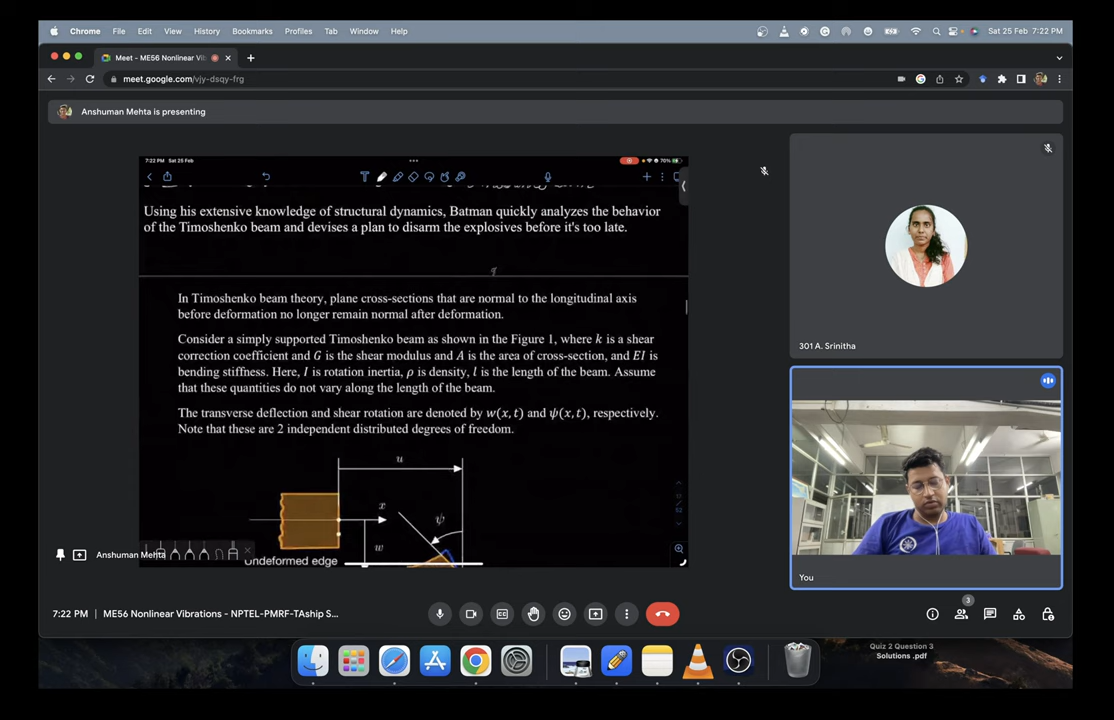 Chrome File Edit View History Bookmarks Profiles Tab Window Help
Sat 25 Feb 7:22 PM
Meet - ME56 Nonlinear Vib
meet.google.com/vjy-dsqy-frg
Anshuman Mehta is presenting
7:22 PM Sat 25 Feb
70%
Using his extensive knowledge of structural dynamics, Batman quickly analyzes the behavior
of the Timoshenko beam and devises a plan to disarm the explosives before it's too late.
In Timoshenko beam theory, plane cross-sections that are normal to the longitudinal axis
before deformation no longer remain normal after deformation.
Consider a simply supported Timoshenko beam as shown in the Figure 1, where k is a shear
correction coefficient and G is the shear modulus and A is the area of cross-section, and EI is
bending stiffness. Here, I is rotation inertia, ρ is density, l is the length of the beam. Assume
that these quantities do not vary along the length of the beam.
The transverse deflection and shear rotation are denoted by w(x, t) and ψ(x, t), respectively.
Note that these are 2 independent distributed degrees of freedom.
u
x
ψ
w
Undeformed edge
Anshuman Mehta
301 A. Srinitha
You
7:22 PM | ME56 Nonlinear Vibrations - NPTEL-PMRF-TAship S...
3
Quiz 2 Question 3
Solutions .pdf